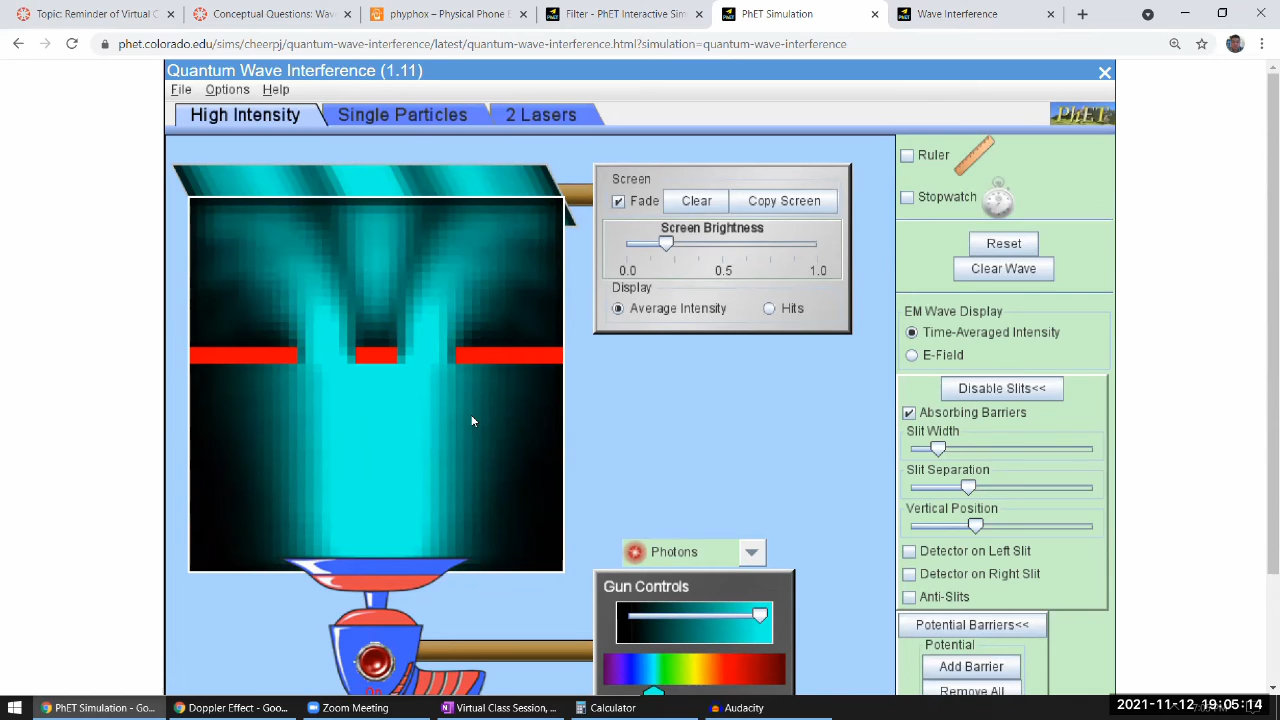 Topic: Reminder of Virtual C
Conceptual Questions: Wave
phyphox – Physics Phone E
Filter - PhET Interactive Sim
PhET Simulation
Wave Interference
phet.colorado.edu/sims/cheerpj/quantum-wave-interference/latest/quantum-wave-interference.html?simulation=quantum-wave-interference
Quantum Wave Interference (1.11)
File Options Help
High Intensity
Single Particles
2 Lasers
PhET
Screen
Fade
Clear
Copy Screen
Screen Brightness
0.0 0.5 1.0
Display
Average Intensity
Hits
Photons
Gun Controls
On
Ruler
Stopwatch
Reset
Clear Wave
EM Wave Display
Time-Averaged Intensity
E-Field
Disable Slits<<
Absorbing Barriers
Slit Width
Slit Separation
Vertical Position
Detector on Left Slit
Detector on Right Slit
Anti-Slits
Potential Barriers<<
Potential
Add Barrier
Remove All
PhET Simulation - Go...
Doppler Effect - Goo...
Zoom Meeting
Virtual Class Session, ...
Calculator
Audacity
2021-11-12 19:05:14